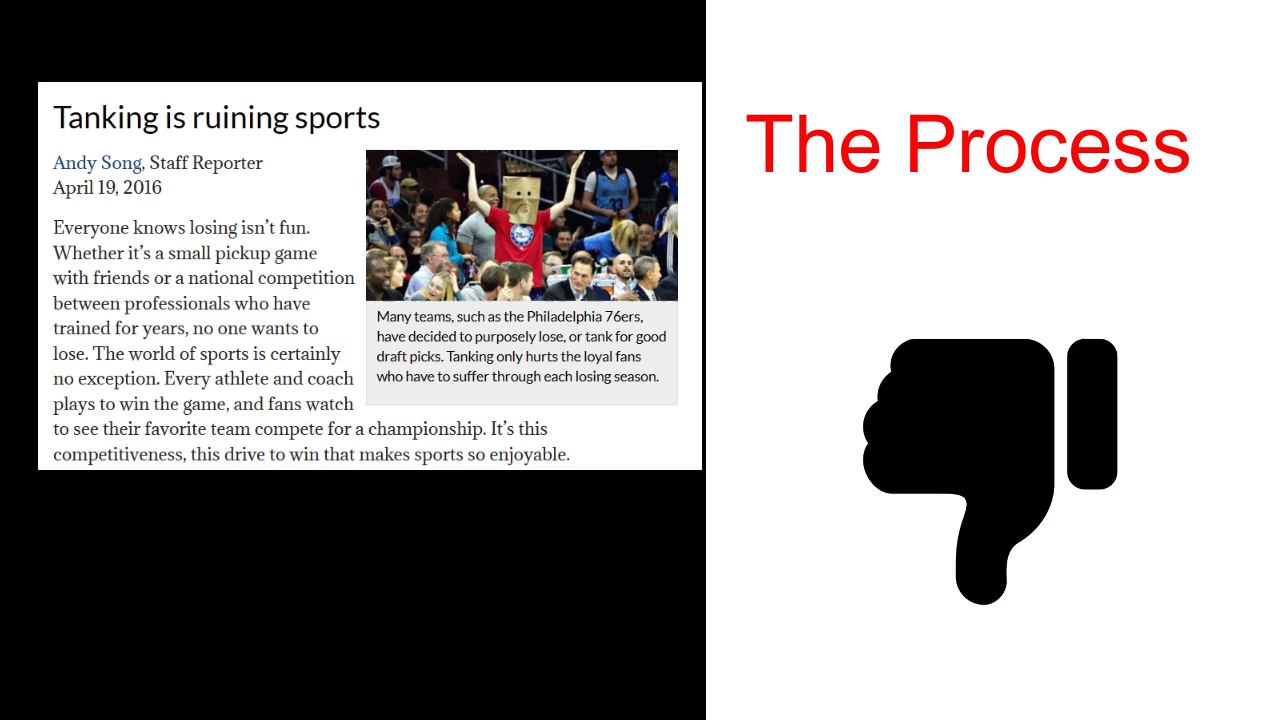 Tanking is ruining sports
Andy Song, Staff Reporter
April 19, 2016
Everyone knows losing isn’t fun.
Whether it’s a small pickup game
with friends or a national competition
between professionals who have
trained for years, no one wants to
lose. The world of sports is certainly
no exception. Every athlete and coach
plays to win the game, and fans watch
to see their favorite team compete for a championship. It’s this
competitiveness, this drive to win that makes sports so enjoyable.
Many teams, such as the Philadelphia 76ers,
have decided to purposely lose, or tank for good
draft picks. Tanking only hurts the loyal fans
who have to suffer through each losing season.
The Process